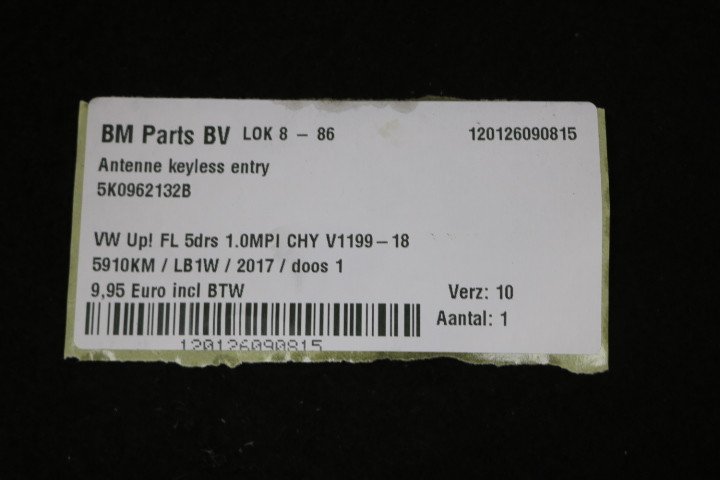 BM Parts BV LOK 8 - 86 120126090815
Antenne keyless entry
5K0962132B
VW Up! FL 5drs 1.0MPI CHY V1199-18
5910KM / LB1W / 2017 / doos 1
9,95 Euro incl BTW Verz: 10
Aantal: 1
120126090815